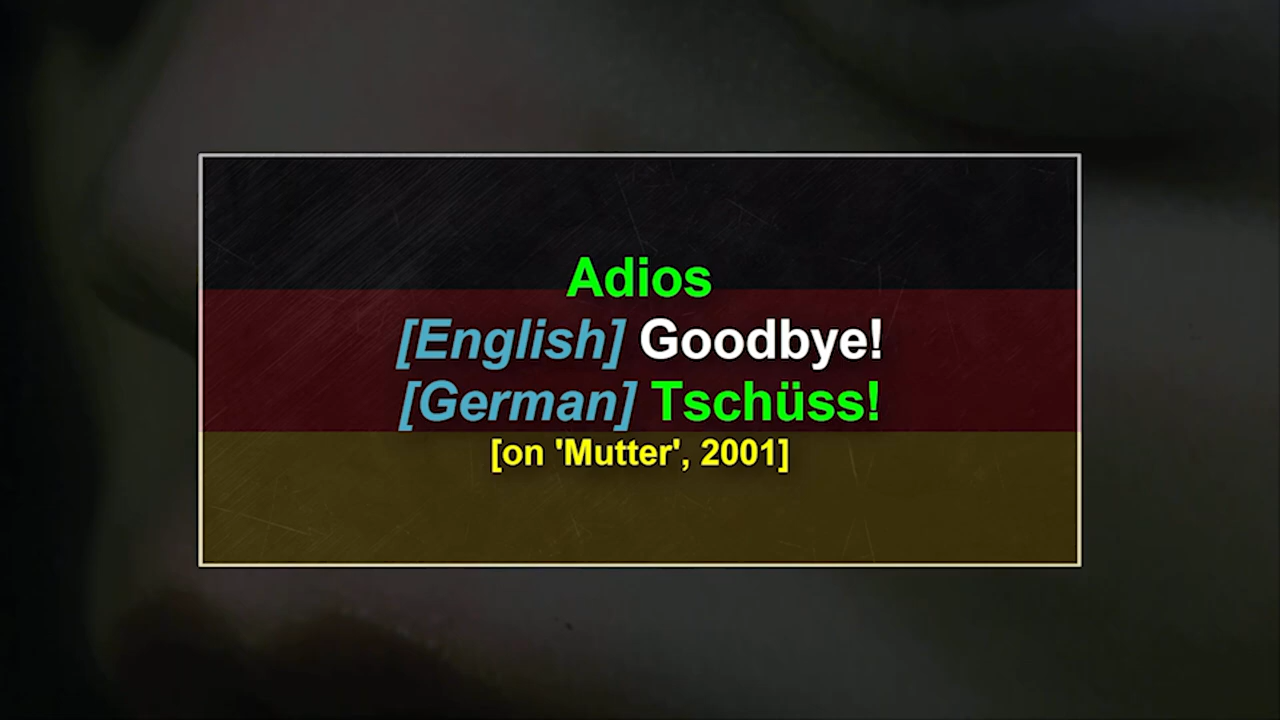 Adios
[English] Goodbye!
[German] Tschüss!
[on 'Mutter', 2001]